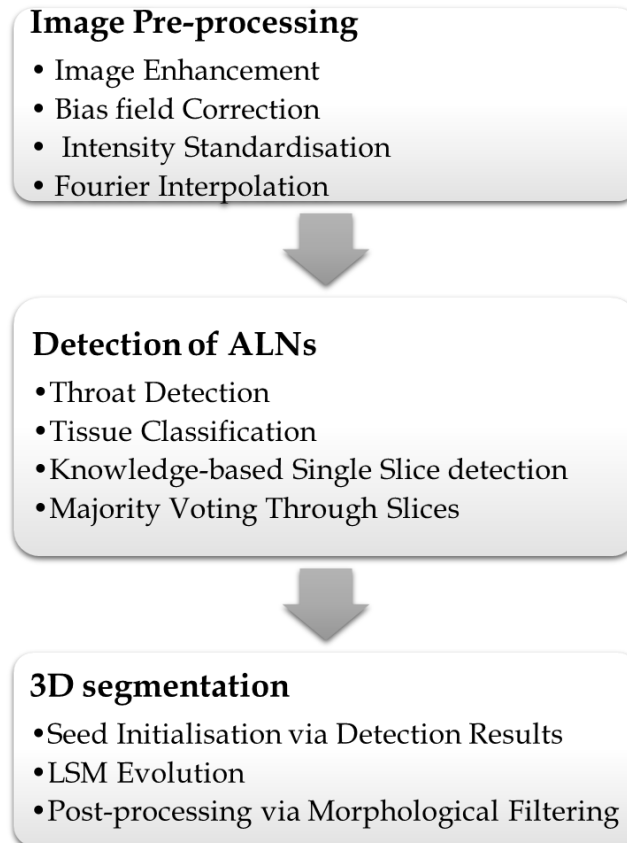 Image Pre-processing
• Image Enhancement
• Bias field Correction
• Intensity Standardisation
• Fourier Interpolation
Detection of ALNs
•Throat Detection
•Tissue Classification
•Knowledge-based Single Slice detection
•Majority Voting Through Slices
3D segmentation
•Seed Initialisation via Detection Results
•LSM Evolution
•Post-processing via Morphological Filtering